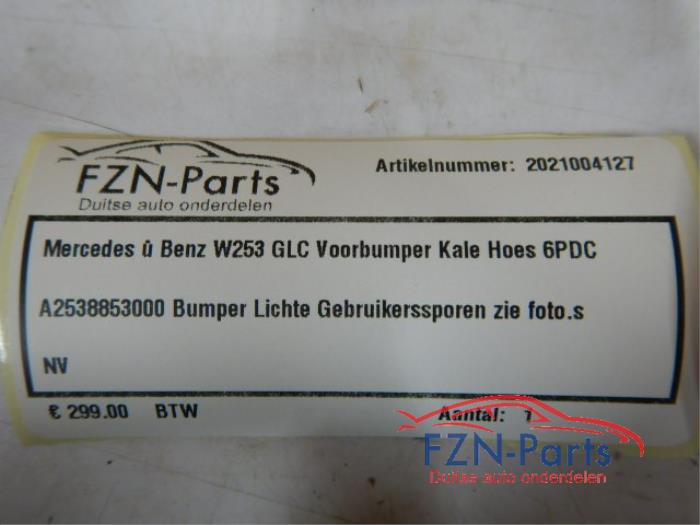 FZN-Parts
Duitse auto onderdelen
Artikelnummer: 2021004127
Mercedes û Benz W253 GLC Voorbumper Kale Hoes 6PDC
A2538853000 Bumper Lichte Gebruikerssporen zie foto.s
NV
€ 299.00 BTW
Aantal: 1
FZN-Parts
Duitse auto onderdelen